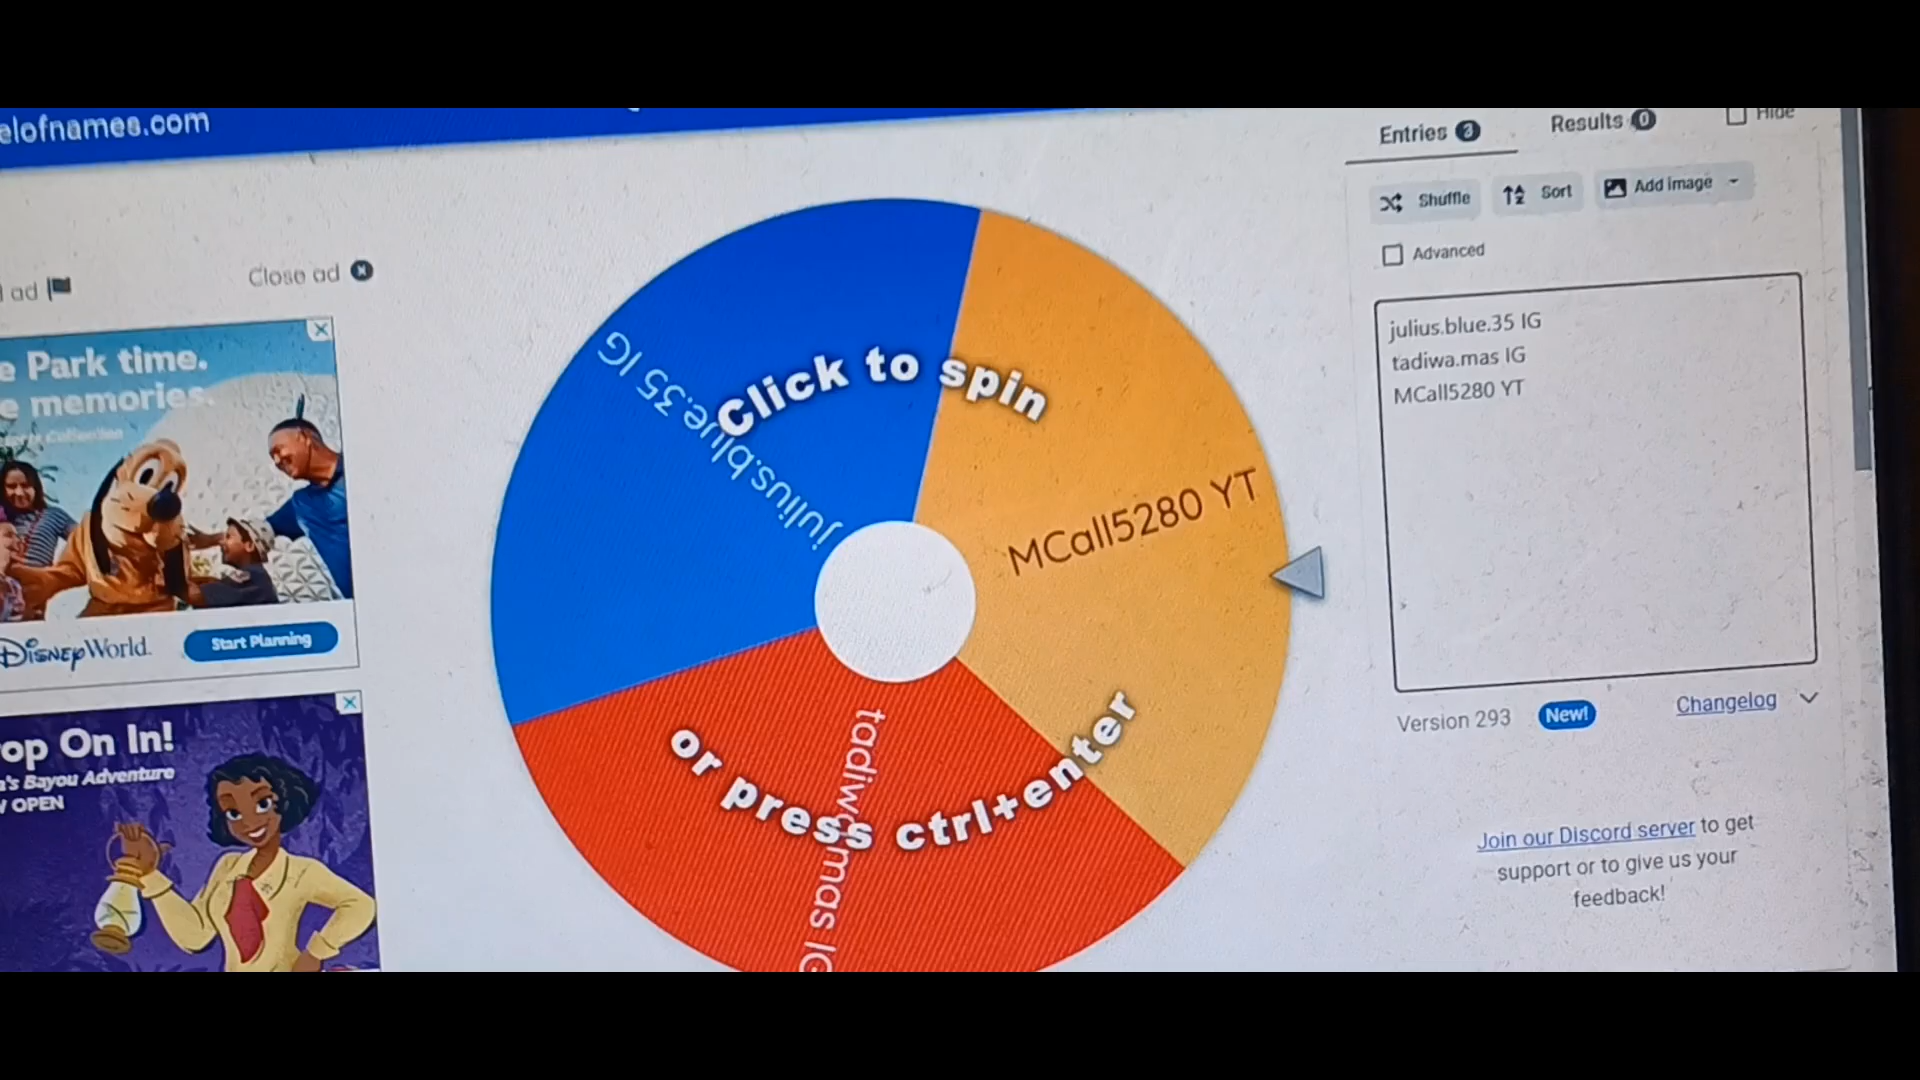 elofnames.com
Entries 3
Results 0
Hide
Shuffle
Sort
Add image
Advanced
ad
Close ad
julius.blue.35 IG
tadiwa.mas IG
MCall5280 YT
Click to spin
or press ctrl+enter
julius.blue.35 IG
MCall5280 YT
tadiwa.mas IG
e Park time.
e memories.
Disney World.
Start Planning
op On In!
a's Bayou Adventure
OPEN
Version 293
New!
Changelog
Join our Discord server to get
support or to give us your
feedback!